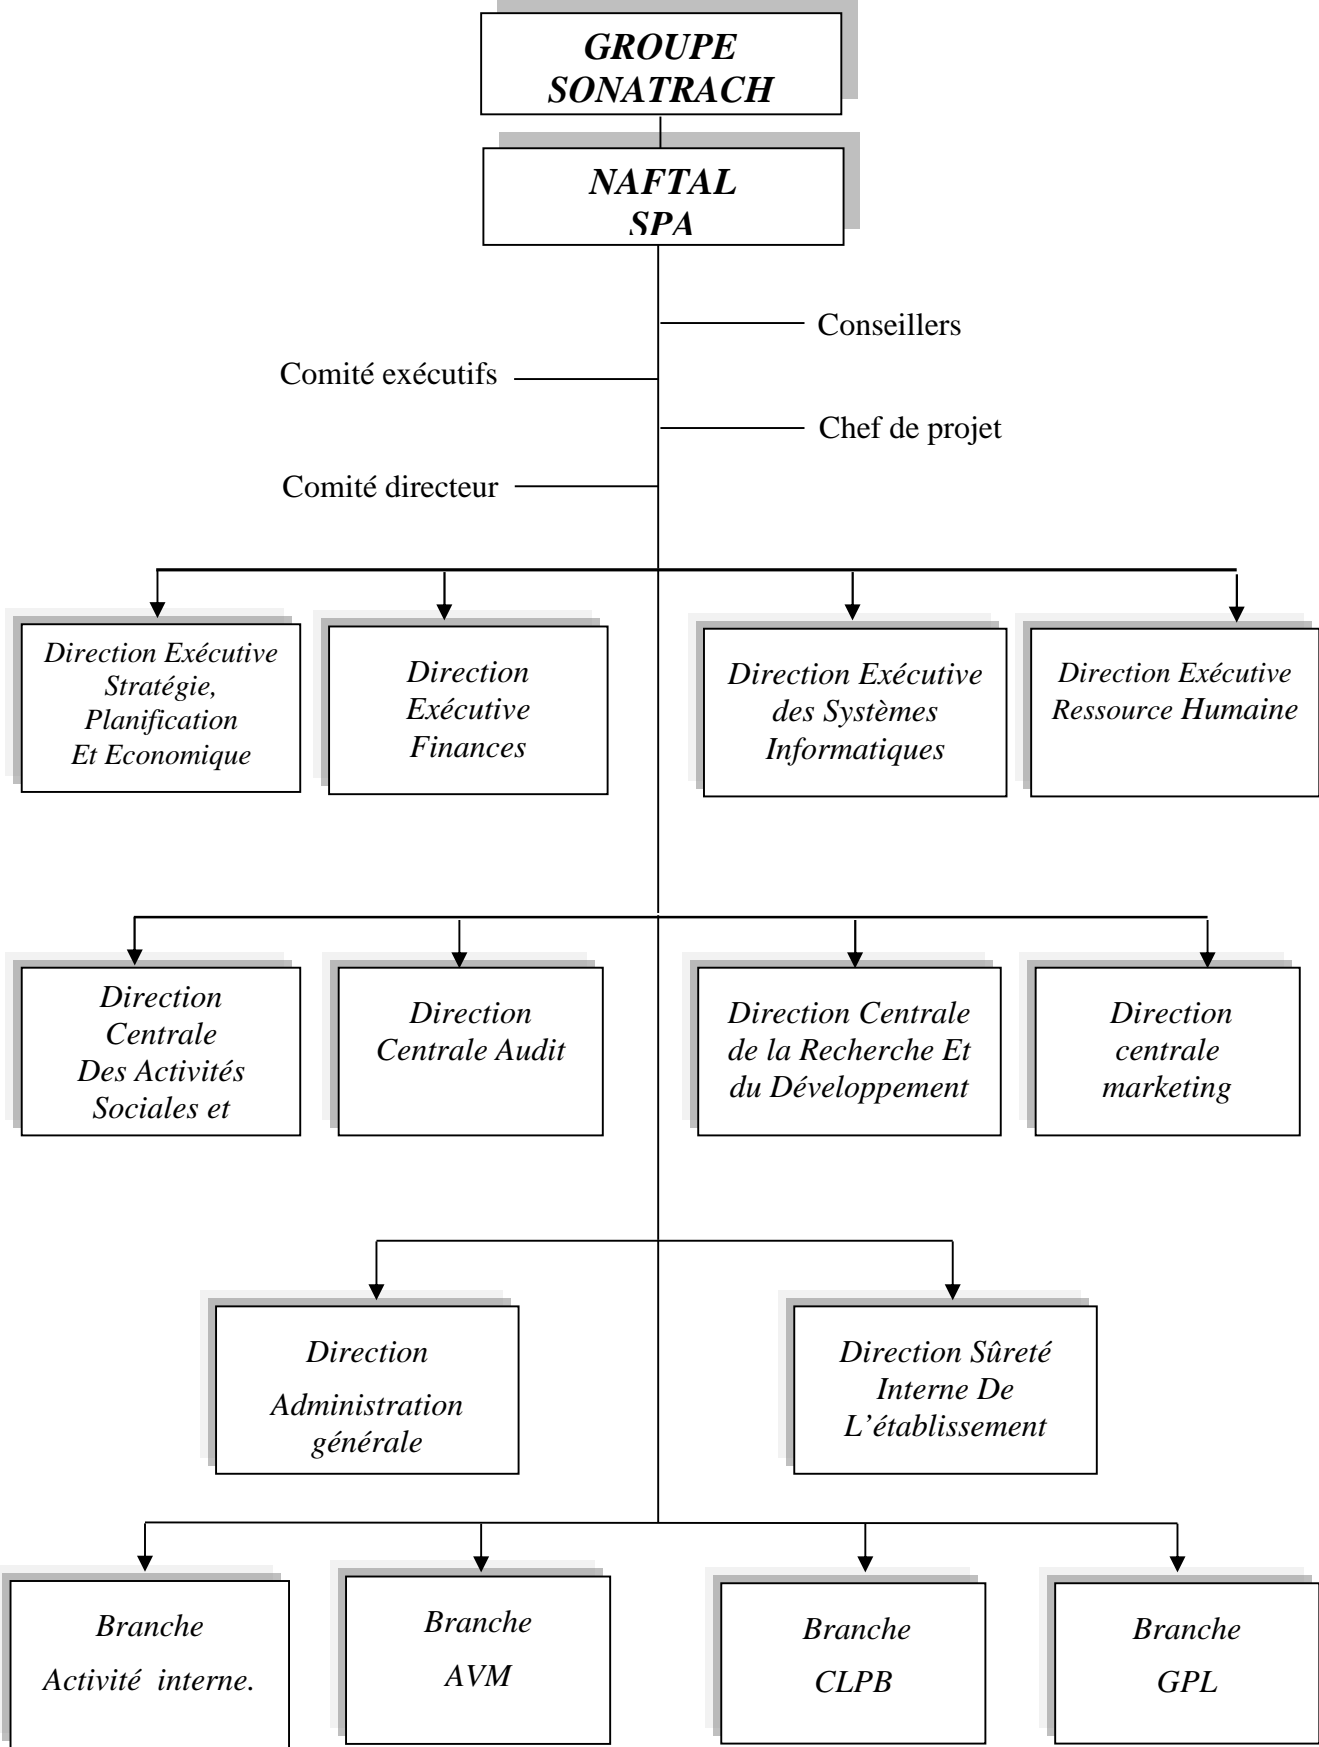 GROUPE
SONATRACH
NAFTAL
SPA
Conseillers
Comité exécutifs
Chef de projet
Comité directeur
Direction Exécutive
Stratégie,
Planification
Et Economique
Direction
Exécutive
Finances
Direction Exécutive
des Systèmes
Informatiques
Direction Exécutive
Ressource Humaine
Direction
Centrale
Des Activités
Sociales et
Direction
Centrale Audit
Direction Centrale
de la Recherche Et
du Développement
Direction
centrale
marketing
Direction
Administration
générale
Direction Sûreté
Interne De
L’établissement
Branche
Activité  interne.
Branche
AVM
Branche
CLPB
Branche
GPL